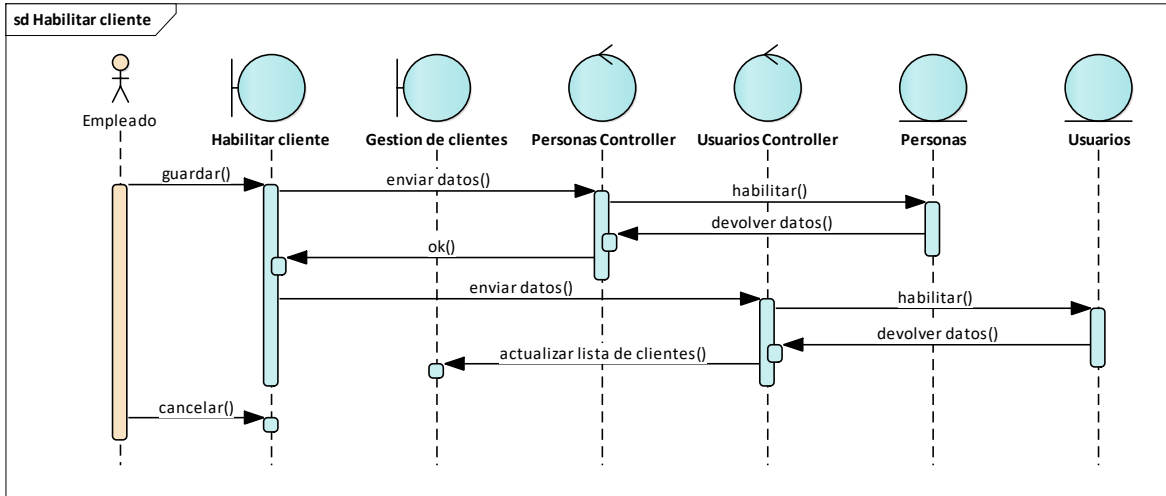 sd Habilitar cliente
Empleado
Habilitar cliente
Gestion de clientes
Personas Controller
Usuarios Controller
Personas
Usuarios
guardar()
enviar datos()
habilitar()
devolver datos()
ok()
enviar datos()
habilitar()
devolver datos()
actualizar lista de clientes()
cancelar()